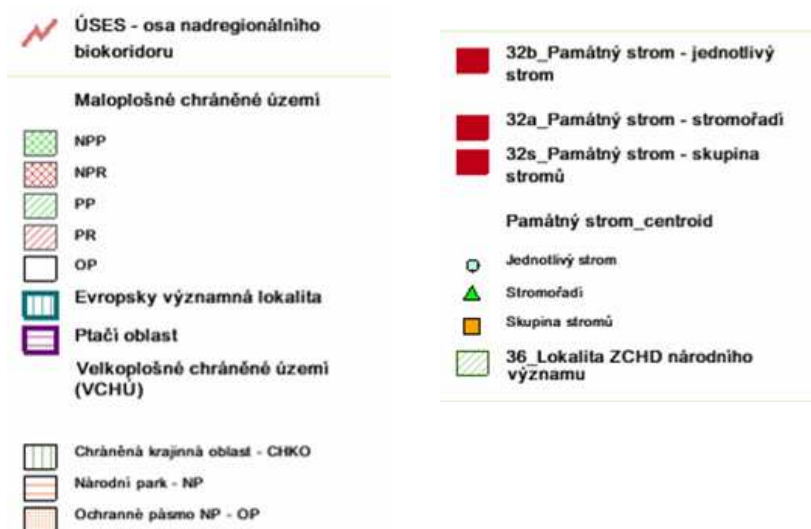 ÚSES - osa nadregionálního
biokoridoru
Maloplošné chráněné území
NPP
NPR
PP
PR
OP
Evropsky významná lokalita
Ptačí oblast
Velkoplošné chráněné území
(VCHÚ)
Chráněná krajinná oblast - CHKO
Národní park - NP
Ochranné pásmo NP - OP
32b_Památný strom - jednotlivý
strom
32a_Památný strom - stromořadí
32s_Památný strom - skupina
stromů
Památný strom_centroid
Jednotlivý strom
Stromořadí
Skupina stromů
36_Lokalita ZCHD národního
významu